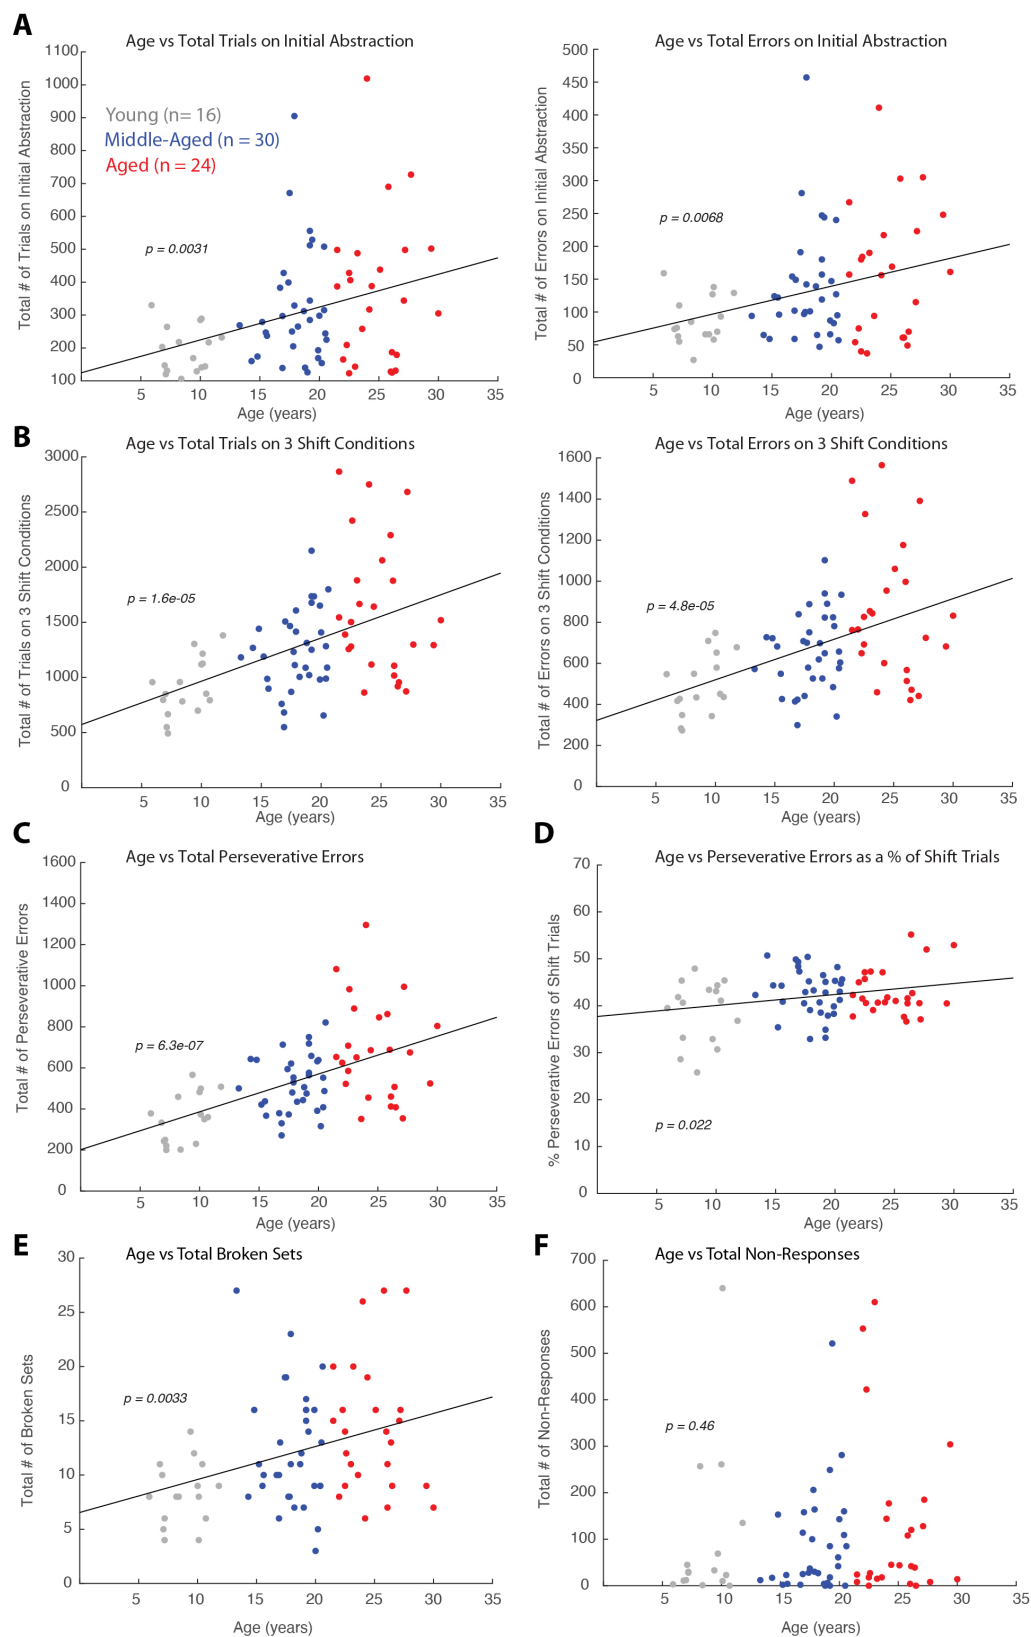 A
Age vs Total Trials on Initial Abstraction
Total # of Trials on Initial Abstraction
1100
1000
900
800
700
600
500
400
300
200
100
Young (n= 16)
Middle-Aged (n = 30)
Aged (n = 24)
p = 0.0031
5 10 15 20 25 30 35
Age (years)
Age vs Total Errors on Initial Abstraction
Total # of Errors on Initial Abstraction
500
450
400
350
300
250
200
150
100
50
0
p = 0.0068
5 10 15 20 25 30 35
Age (years)
B
Age vs Total Trials on 3 Shift Conditions
Total # of Trials on 3 Shift Conditions
3000
2500
2000
1500
1000
500
0
p = 1.6e-05
5 10 15 20 25 30 35
Age (years)
Age vs Total Errors on 3 Shift Conditions
Total # of Errors on 3 Shift Conditions
1600
1400
1200
1000
800
600
400
200
0
p = 4.8e-05
5 10 15 20 25 30 35
Age (years)
C
Age vs Total Perseverative Errors
Total # of Perseverative Errors
1600
1400
1200
1000
800
600
400
200
0
p = 6.3e-07
5 10 15 20 25 30 35
Age (years)
D
Age vs Perseverative Errors as a % of Shift Trials
% Perseverative Errors of Shift Trials
70
60
50
40
30
20
10
0
p = 0.022
5 10 15 20 25 30 35
Age (years)
E
Age vs Total Broken Sets
Total # of Broken Sets
30
25
20
15
10
5
0
p = 0.0033
5 10 15 20 25 30 35
Age (years)
F
Age vs Total Non-Responses
Total # of Non-Responses
700
600
500
400
300
200
100
0
p = 0.46
5 10 15 20 25 30 35
Age (years)